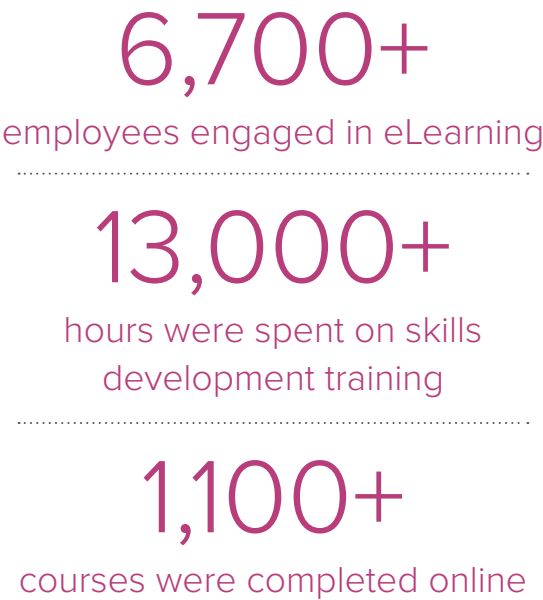 6,700+
employees engaged in eLearning
13,000+
hours were spent on skills
development training
1,100+
courses were completed online